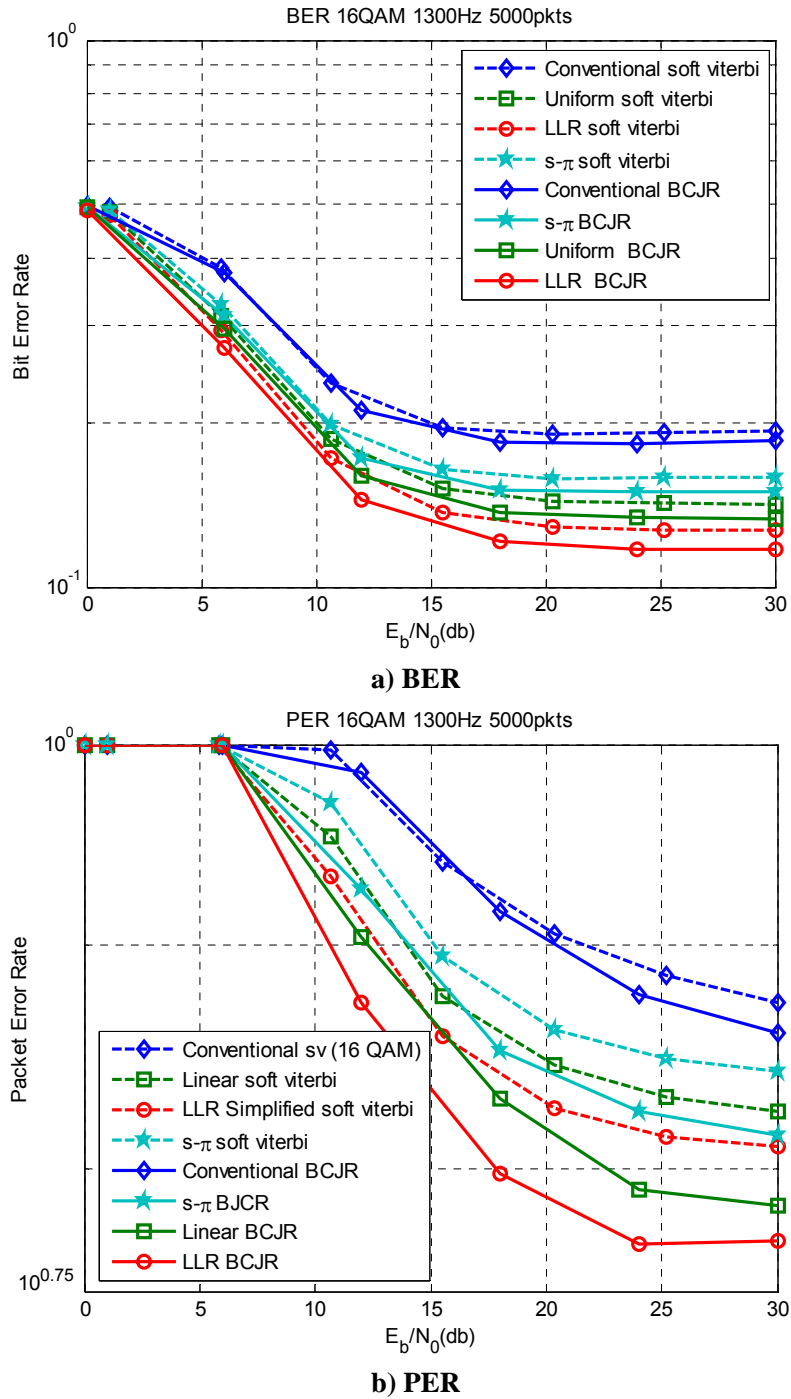 BER 16QAM 1300Hz 5000pkts
10^0
Conventional soft viterbi
Uniform soft viterbi
LLR soft viterbi
s-π soft viterbi
Conventional BCJR
s-π BCJR
Uniform BCJR
LLR BCJR
Bit Error Rate
10^-1
0 5 10 15 20 25 30
E_b/N_0(db)
a) BER
PER 16QAM 1300Hz 5000pkts
10^0
Packet Error Rate
Conventional sv (16 QAM)
Linear soft viterbi
LLR Simplified soft viterbi
s-π soft viterbi
Conventional BCJR
s-π BJCR
Linear BCJR
LLR BCJR
10^0.75
0 5 10 15 20 25 30
E_b/N_0(db)
b) PER